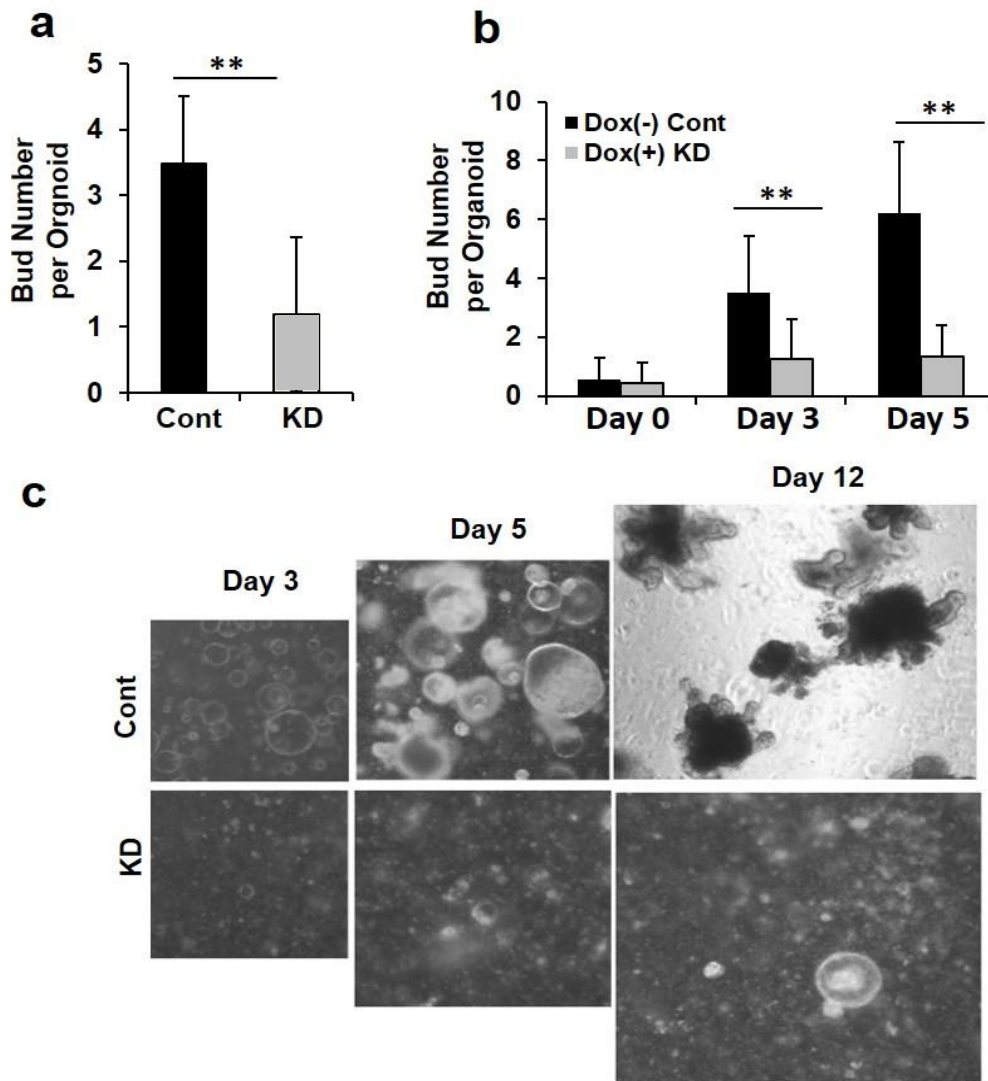 a
5
4
3
2
1
0
Bud Number
per Orgnoid
**
Cont
KD
b
10
8
6
4
2
0
Bud Number
per Organoid
Dox(-) Cont
Dox(+) KD
**
**
Day 0
Day 3
Day 5
c
Day 3
Day 5
Day 12
Cont
KD